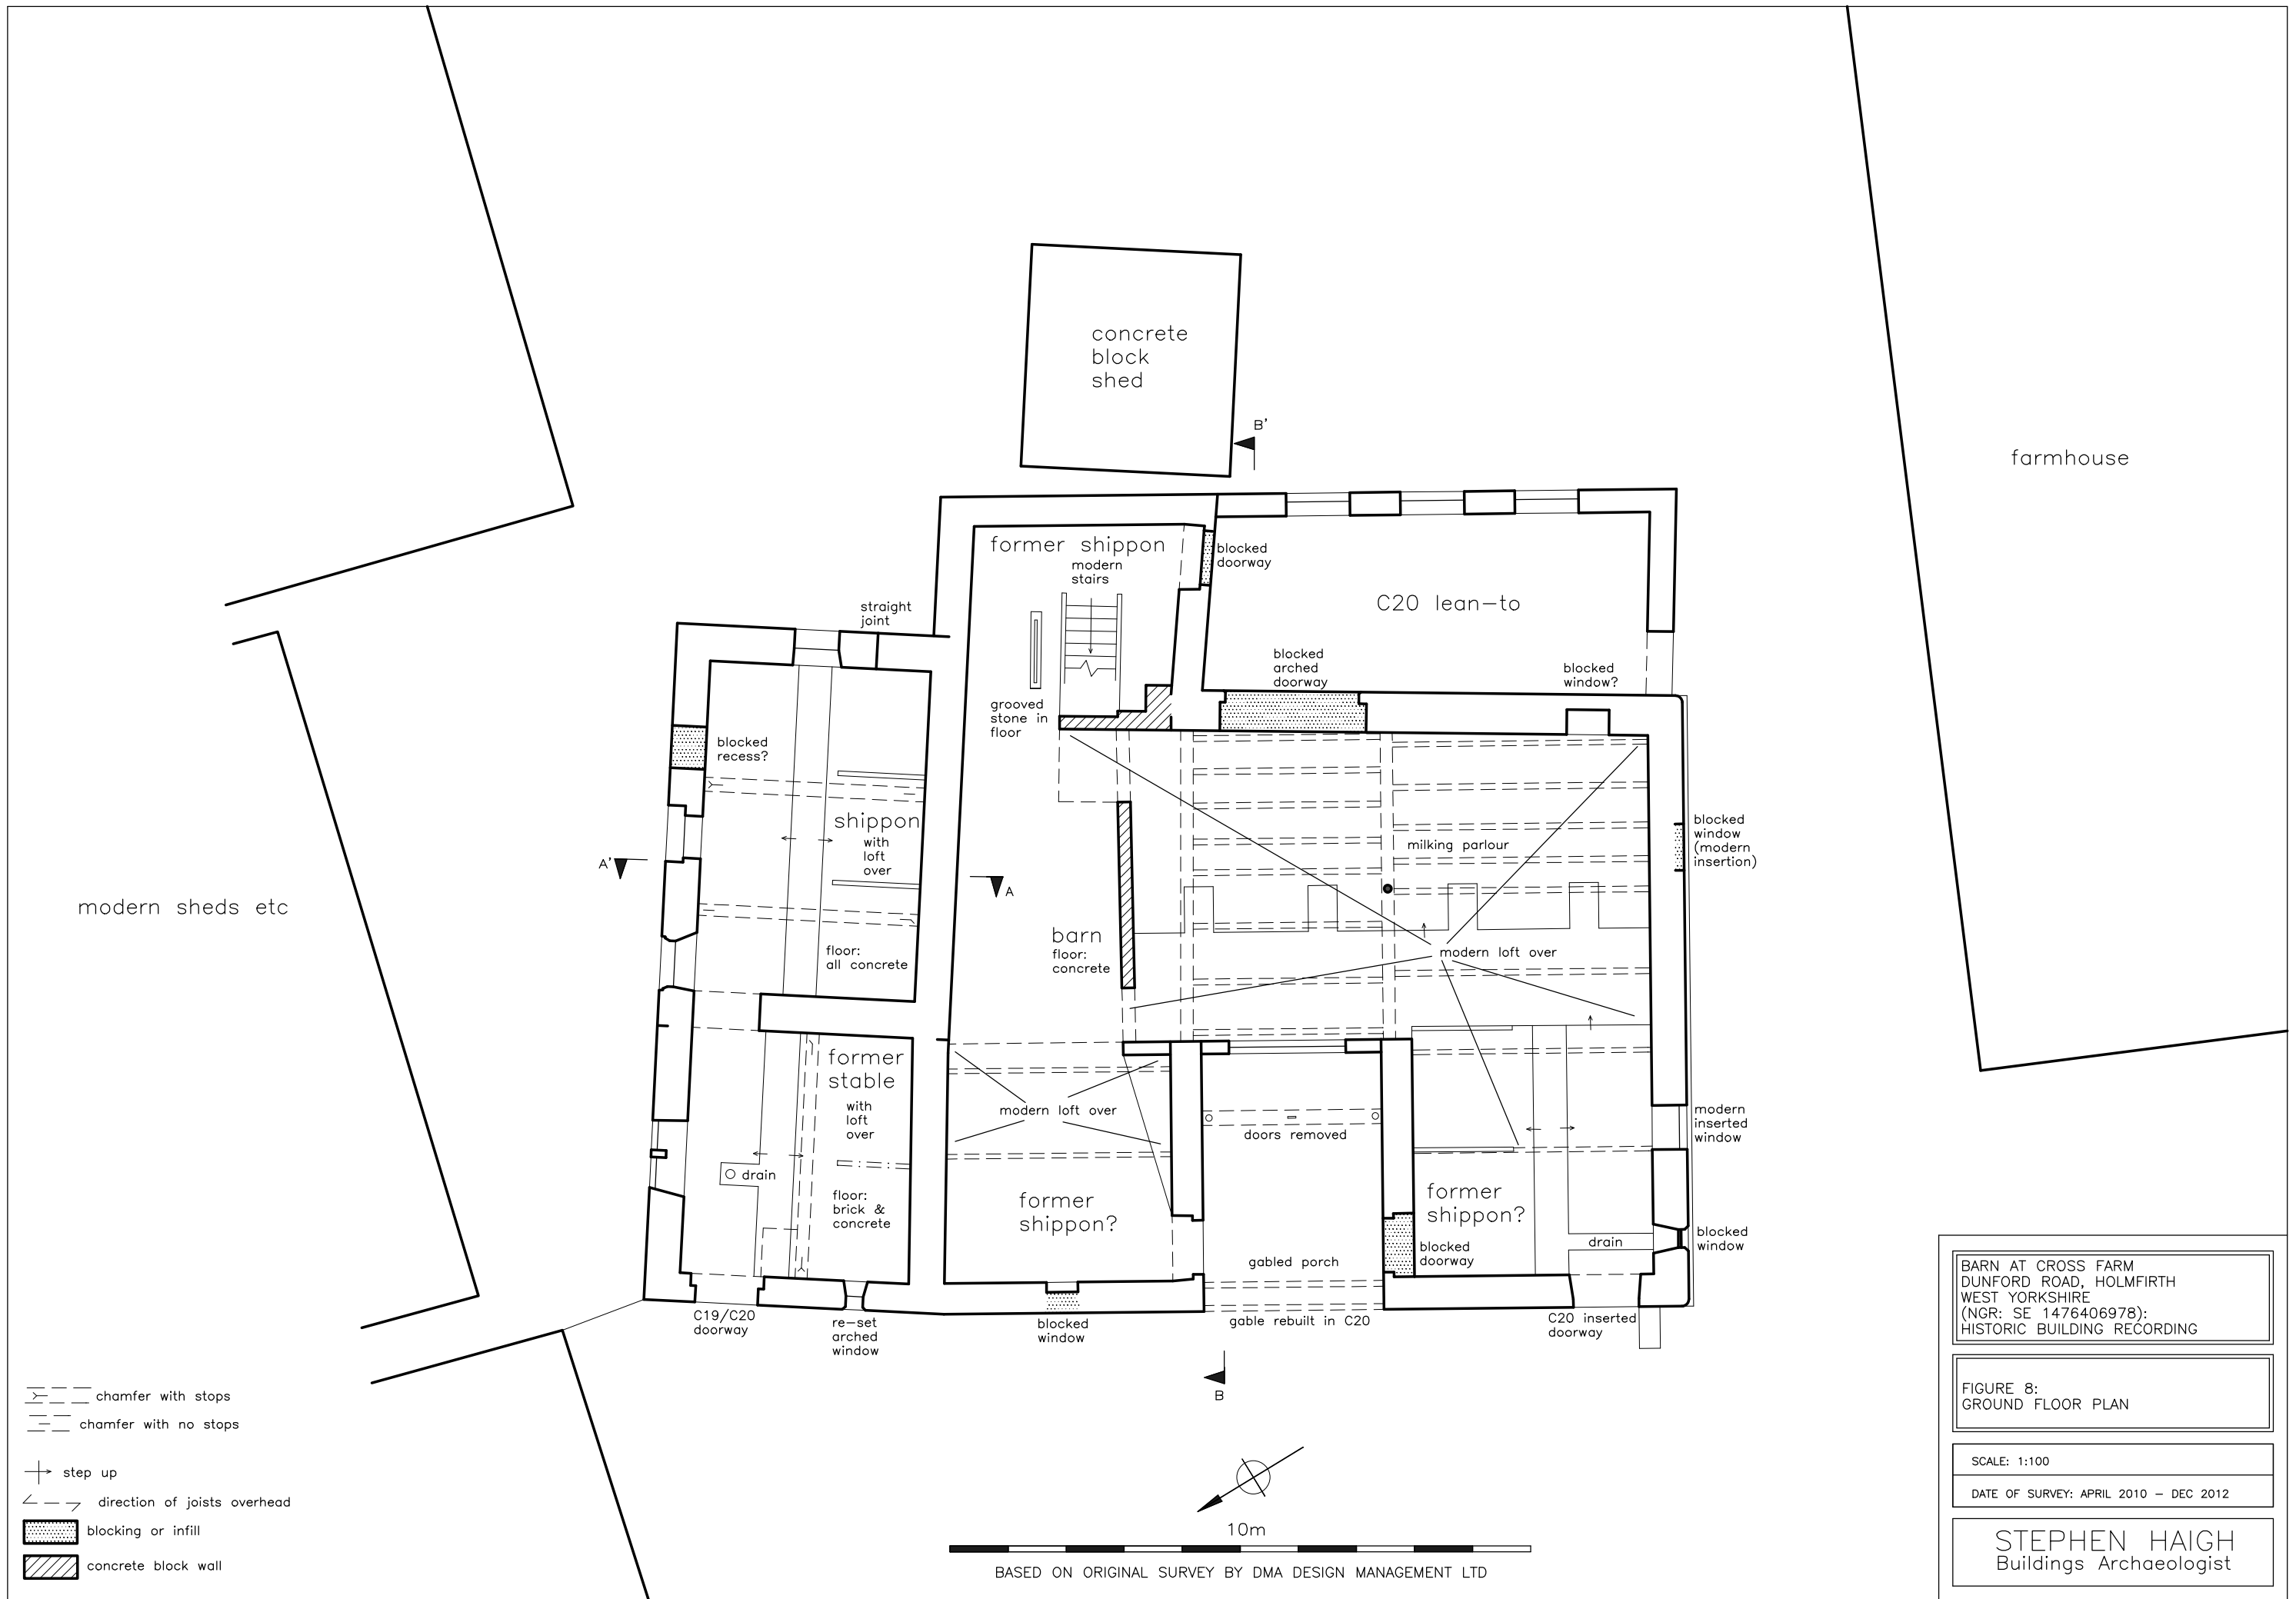 concrete
block
shed
B'
farmhouse
former shippon
modern
stairs
blocked
doorway
straight
joint
C20 lean-to
blocked
arched
doorway
blocked
window?
grooved
stone in
floor
blocked
recess?
shippon
with
loft
over
A'
A
milking parlour
blocked
window
(modern
insertion)
modern sheds etc
barn
floor:
concrete
floor:
all concrete
modern loft over
former
stable
with
loft
over
modern loft over
doors removed
modern
inserted
window
drain
floor:
brick &
concrete
former
shippon?
former
shippon?
blocked
doorway
drain
blocked
window
gabled porch
C19/C20
doorway
re-set
arched
window
blocked
window
gable rebuilt in C20
C20 inserted
doorway
B
chamfer with stops
chamfer with no stops
step up
direction of joists overhead
blocking or infill
concrete block wall
10m
BASED ON ORIGINAL SURVEY BY DMA DESIGN MANAGEMENT LTD
BARN AT CROSS FARM
DUNFORD ROAD, HOLMFIRTH
WEST YORKSHIRE
(NGR: SE 1476406978):
HISTORIC BUILDING RECORDING
FIGURE 8:
GROUND FLOOR PLAN
SCALE: 1:100
DATE OF SURVEY: APRIL 2010 - DEC 2012
STEPHEN HAIGH
Buildings Archaeologist